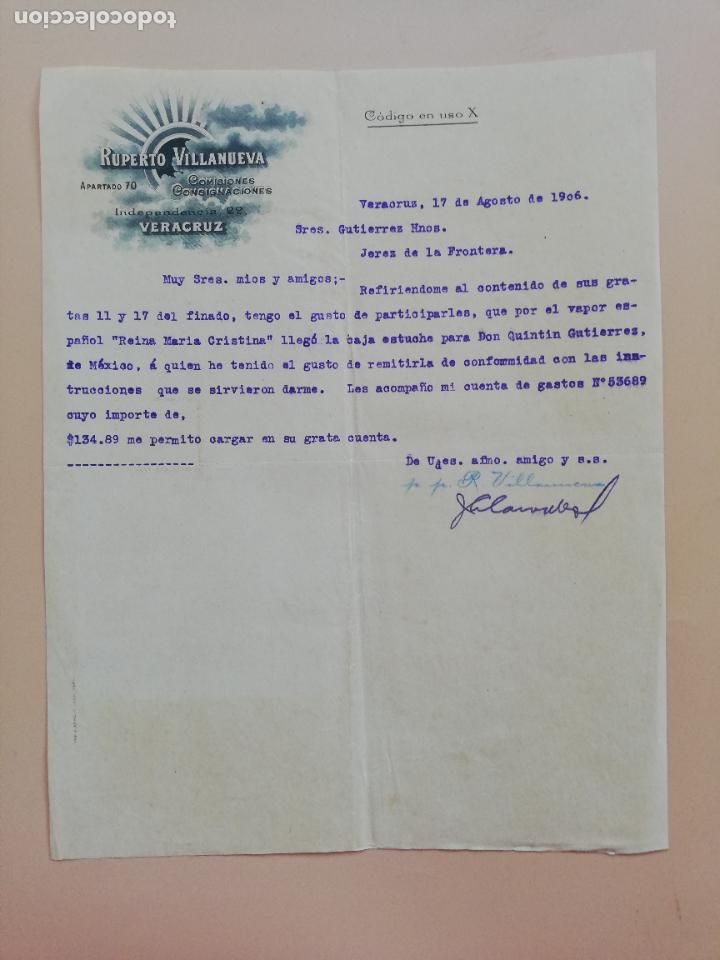 todocoleccion
Código en uso X
RUPERTO VILLANUEVA
APARTADO 70
COMISIONES
CONSIGNACIONES
Independencia 22.
VERACRUZ
Veracruz, 17 de Agosto de 1906.
Sres. Gutierrez Hnos.
Jerez de la Frontera.
Muy Sres. mios y amigos;-
Refiriendome al contenido de sus gra-
tas 11 y 17 del finado, tengo el gusto de participarles, que por el vapor es-
pañol "Reina Maria Cristina" llegó la caja estuche para Don Quintin Gutierrez,
de México, á quien he tenido el gusto de remitirla de conformidad con las ins-
trucciones que se sirvieron darme. Les acompaño mi cuenta de gastos Nº 53689
cuyo importe de,
$134.89 me permito cargar en su grata cuenta.
-----------------
De Udes. afmo. amigo y s.s.
p. p. R. Villanueva